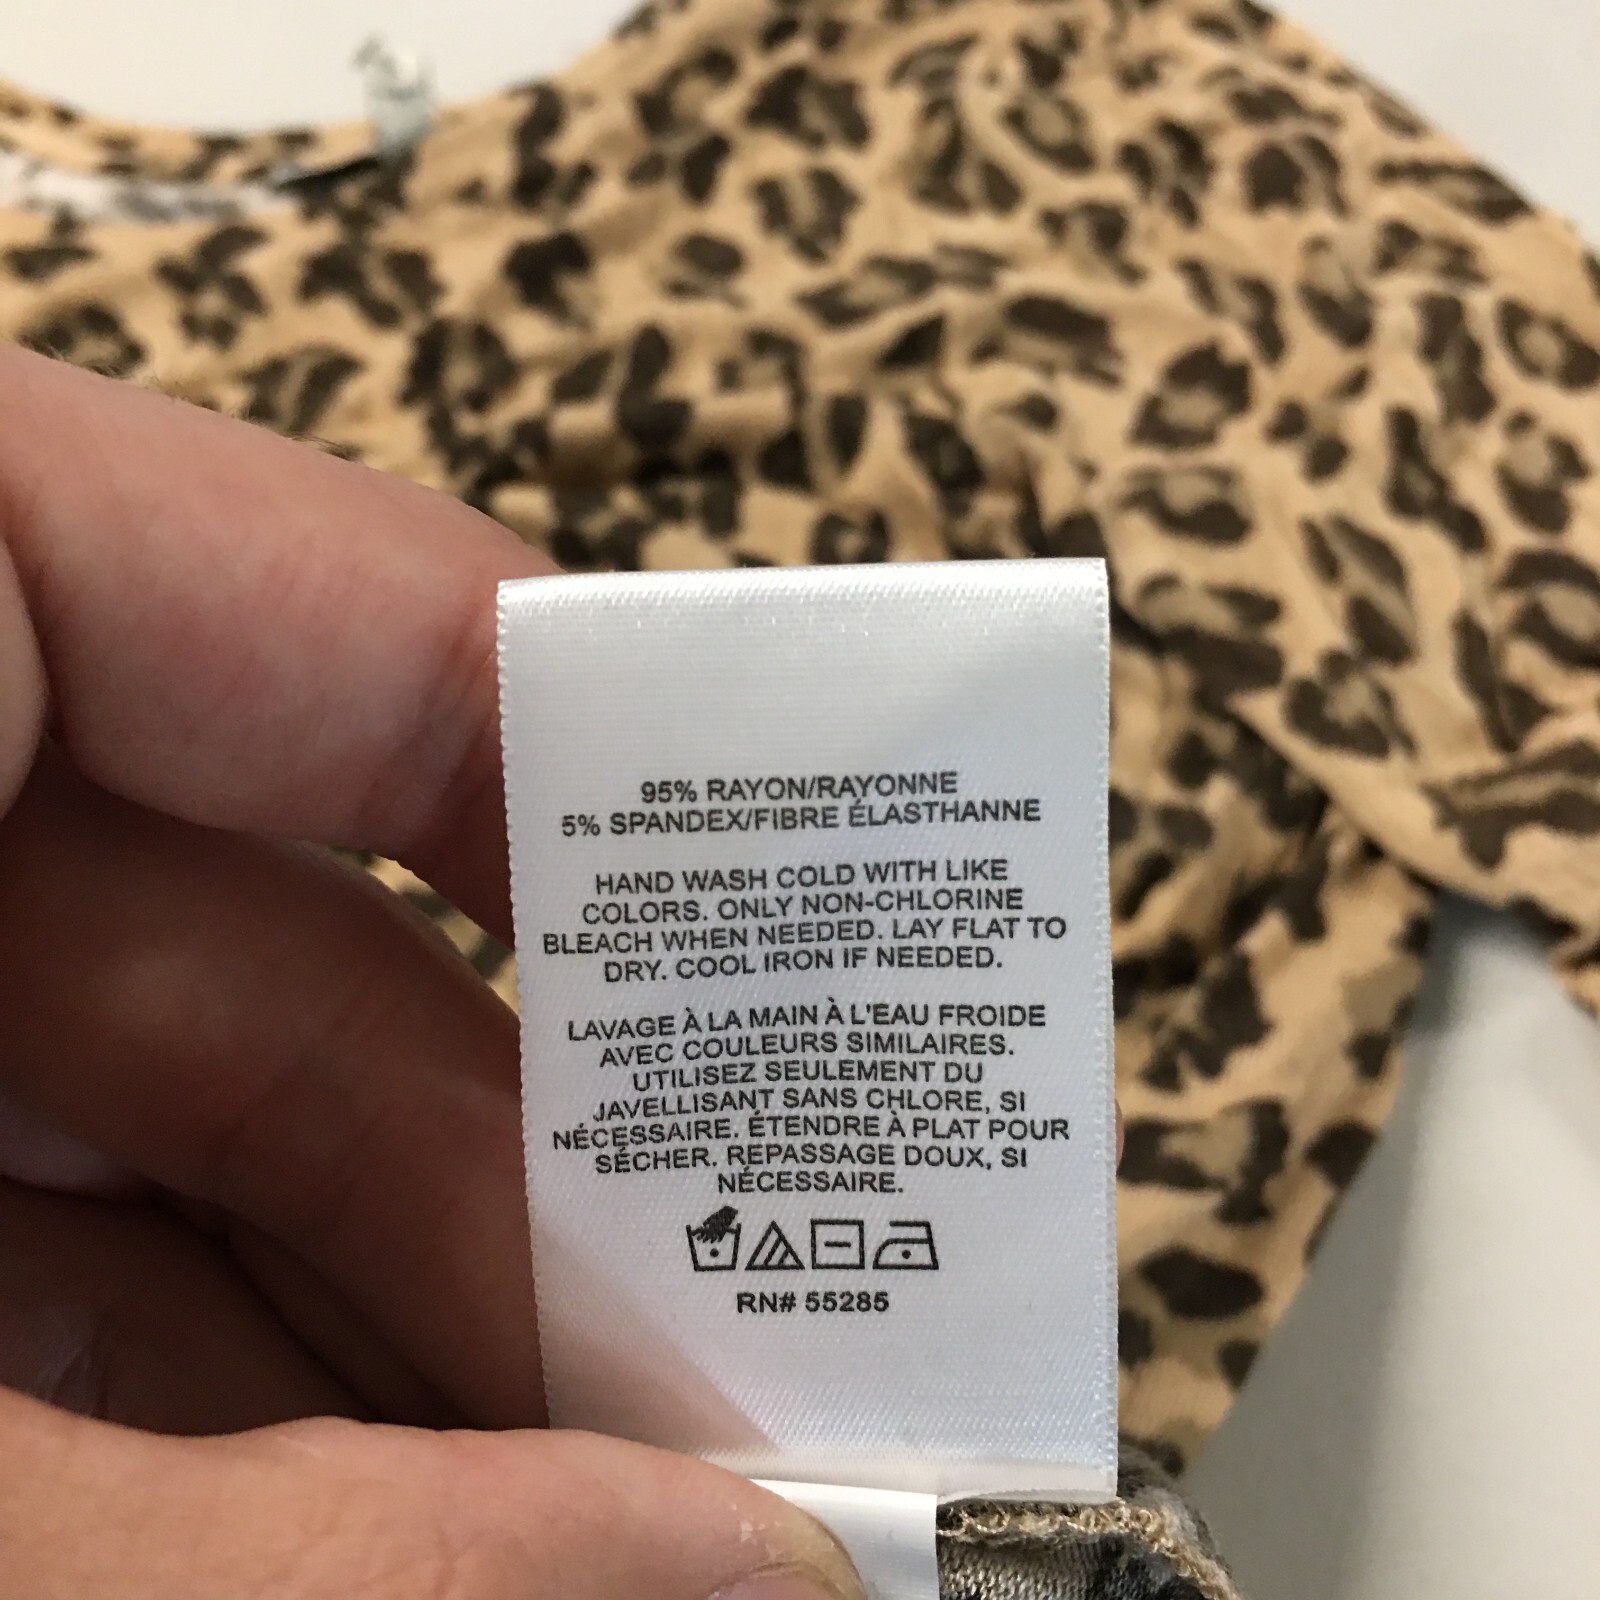 95% RAYON/RAYONNE
5% SPANDEX/FIBRE ÉLASTHANNE
HAND WASH COLD WITH LIKE
COLORS. ONLY NON-CHLORINE
BLEACH WHEN NEEDED. LAY FLAT TO
DRY. COOL IRON IF NEEDED.
LAVAGE À LA MAIN À L'EAU FROIDE
AVEC COULEURS SIMILAIRES.
UTILISEZ SEULEMENT DU
JAVELLISANT SANS CHLORE, SI
NÉCESSAIRE. ÉTENDRE À PLAT POUR
SÉCHER. REPASSAGE DOUX, SI
NÉCESSAIRE.
RN# 55285